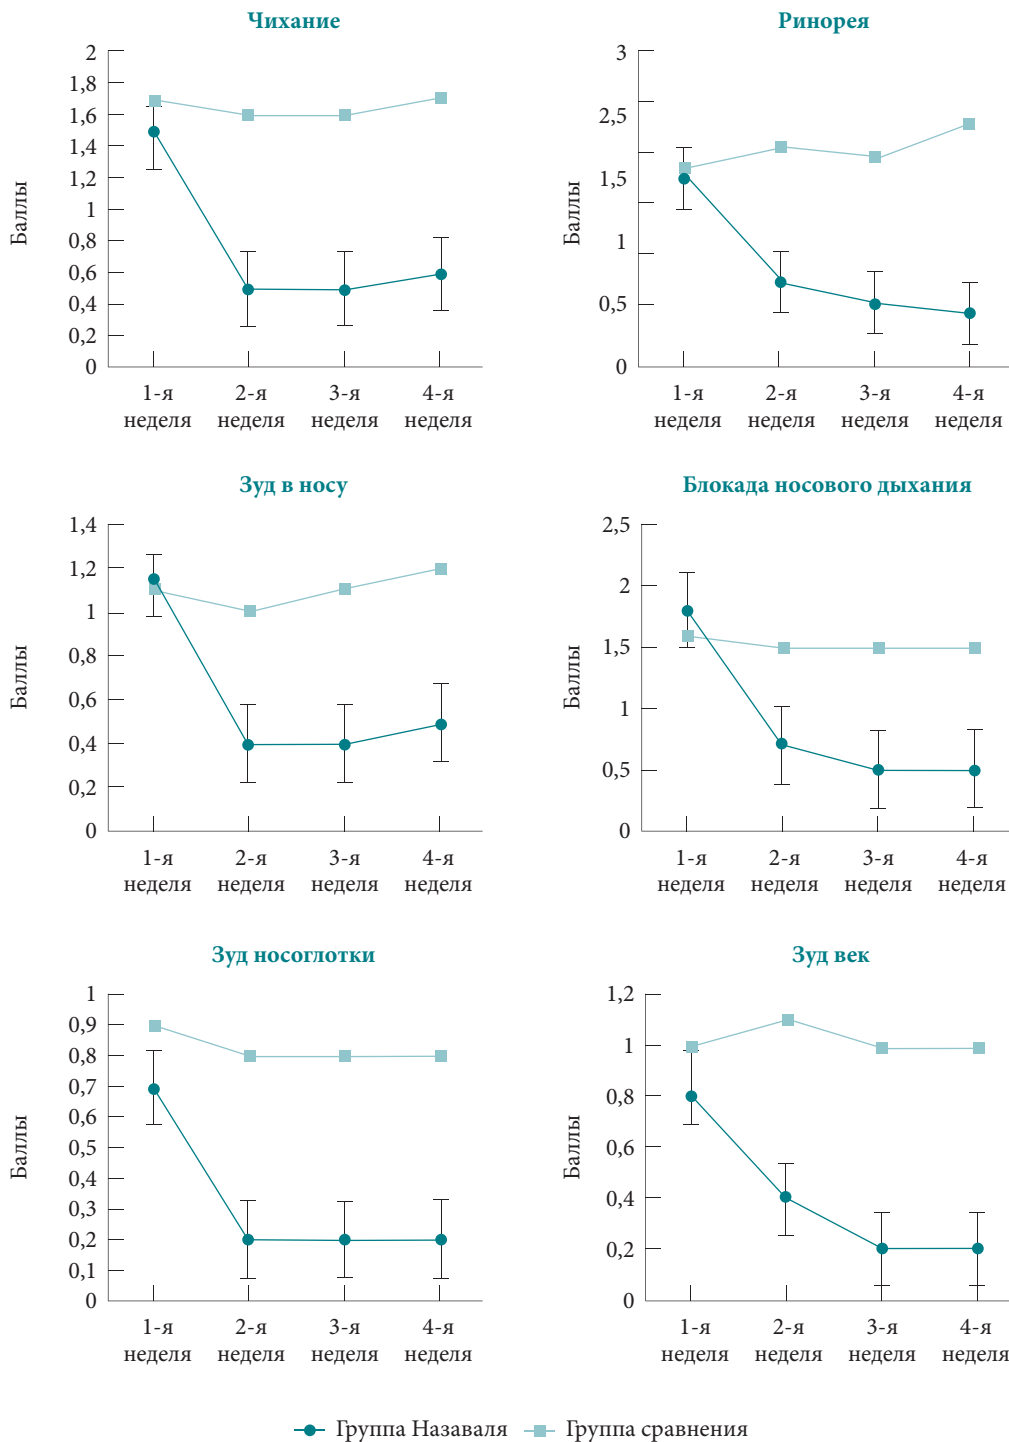 Чихание
Баллы
2
1,8
1,6
1,4
1,2
1
0,8
0,6
0,4
0,2
0
1-я 2-я 3-я 4-я
неделя неделя неделя неделя
Ринорея
Баллы
3
2,5
1,5
1
0,5
0
1-я 2-я 3-я 4-я
неделя неделя неделя неделя
Зуд в носу
Баллы
1,4
1,2
1
0,8
0,6
0,4
0,2
0
1-я 2-я 3-я 4-я
неделя неделя неделя неделя
Блокада носового дыхания
Баллы
2,5
2
1,5
1
0,5
0
1-я 2-я 3-я 4-я
неделя неделя неделя неделя
Зуд носоглотки
Баллы
1
0,9
0,8
0,7
0,6
0,5
0,4
0,3
0,2
0,1
0
1-я 2-я 3-я 4-я
неделя неделя неделя неделя
Зуд век
Баллы
1,2
1
0,8
0,6
0,4
0,2
0
1-я 2-я 3-я 4-я
неделя неделя неделя неделя
Группа Назаваля Группа сравнения